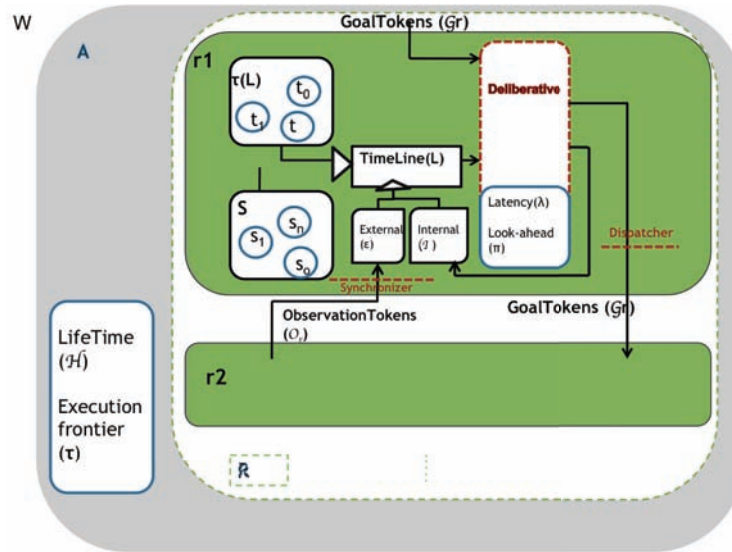 W
A
GoalTokens (𝒢r)
r1
τ(L)
t₀
t₁
t
Deliberative
TimeLine(L)
S
sₙ
s₁
s₀
External
(ε)
Internal
(ℐ)
Latency(λ)
Look-ahead
(π)
Dispatcher
Synchronizer
GoalTokens (𝒢r)
ObservationTokens
(𝒪ᵣ)
r2
LifeTime
(ℋ)
Execution
frontier
(τ)
R